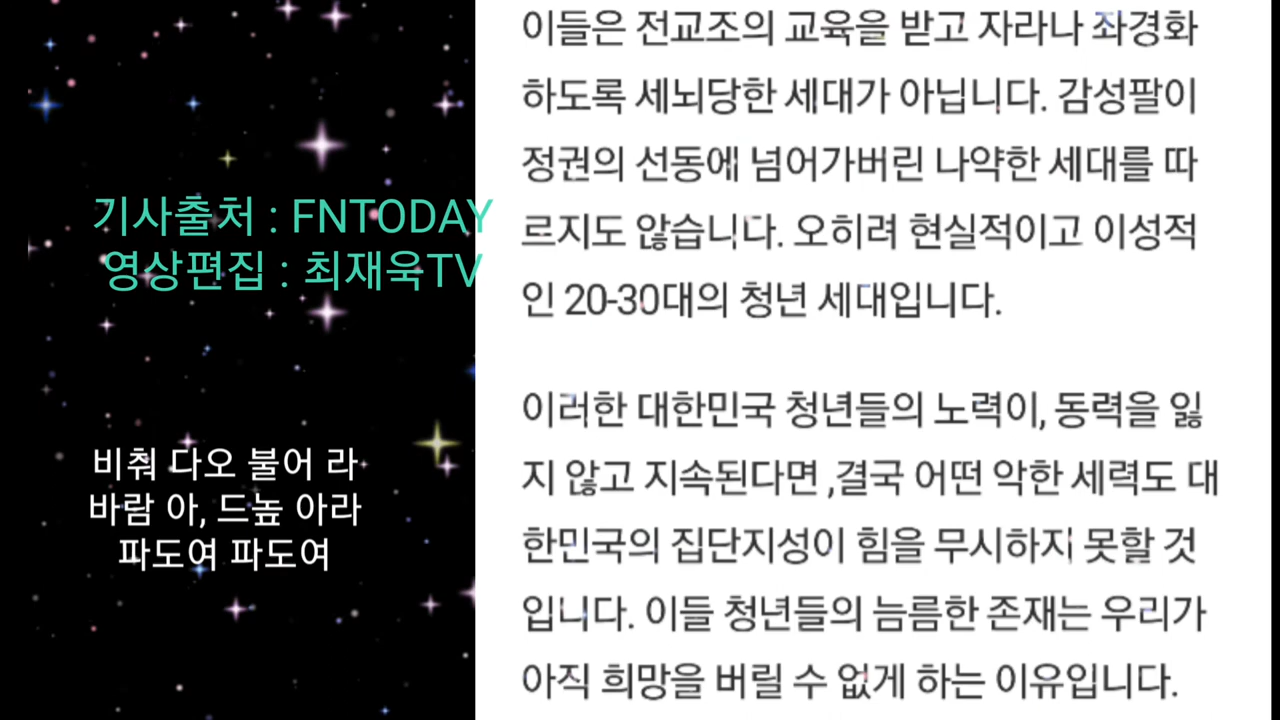 기사출처 : FNTODAY
영상편집 : 최재욱TV
비춰 다오 불어 라
바람 아, 드높 아라
파도여 파도여
이들은 전교조의 교육을 받고 자라나 좌경화
하도록 세뇌당한 세대가 아닙니다. 감성팔이
정권의 선동에 넘어가버린 나약한 세대를 따
르지도 않습니다. 오히려 현실적이고 이성적
인 20-30대의 청년 세대입니다.
이러한 대한민국 청년들의 노력이, 동력을 잃
지 않고 지속된다면 ,결국 어떤 악한 세력도 대
한민국의 집단지성이 힘을 무시하지 못할 것
입니다. 이들 청년들의 늠름한 존재는 우리가
아직 희망을 버릴 수 없게 하는 이유입니다.